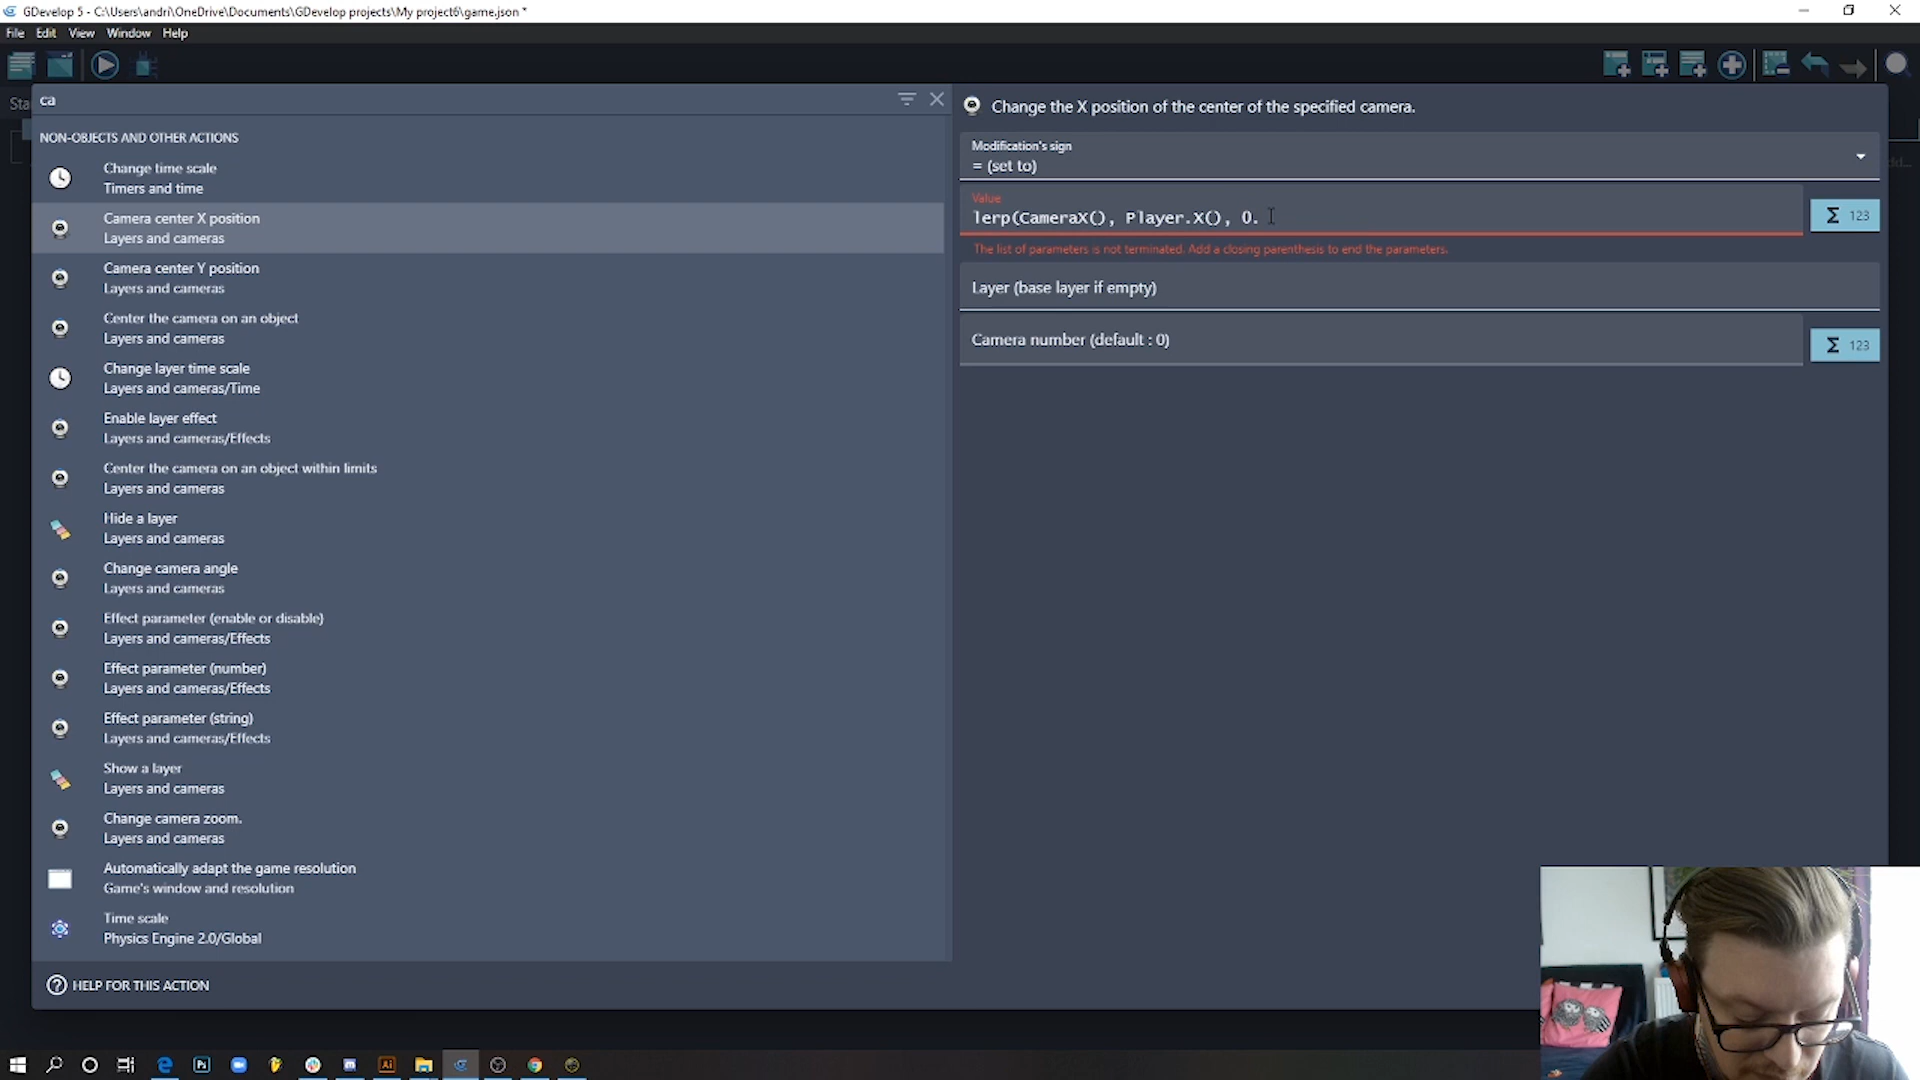 GDevelop 5 - C:\Users\andri\OneDrive\Documents\GDevelop projects\My project6\game.json *
File Edit View Window Help
Sta
ca
NON-OBJECTS AND OTHER ACTIONS
Change time scale
Timers and time
Camera center X position
Layers and cameras
Camera center Y position
Layers and cameras
Center the camera on an object
Layers and cameras
Change layer time scale
Layers and cameras/Time
Enable layer effect
Layers and cameras/Effects
Center the camera on an object within limits
Layers and cameras
Hide a layer
Layers and cameras
Change camera angle
Layers and cameras
Effect parameter (enable or disable)
Layers and cameras/Effects
Effect parameter (number)
Layers and cameras/Effects
Effect parameter (string)
Layers and cameras/Effects
Show a layer
Layers and cameras
Change camera zoom.
Layers and cameras
Automatically adapt the game resolution
Game's window and resolution
Time scale
Physics Engine 2.0/Global
HELP FOR THIS ACTION
Change the X position of the center of the specified camera.
Modification's sign
= (set to)
Value
lerp(CameraX(), Player.X(), 0.
Σ 123
The list of parameters is not terminated. Add a closing parenthesis to end the parameters.
Layer (base layer if empty)
Camera number (default : 0)
Σ 123
Ps
Ai